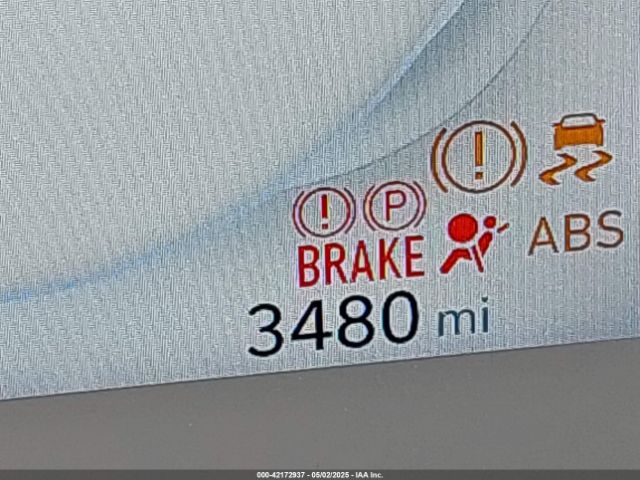 ! P !
BRAKE ABS
3480 mi
000-42172937 - 05/02/2025 - IAA Inc.